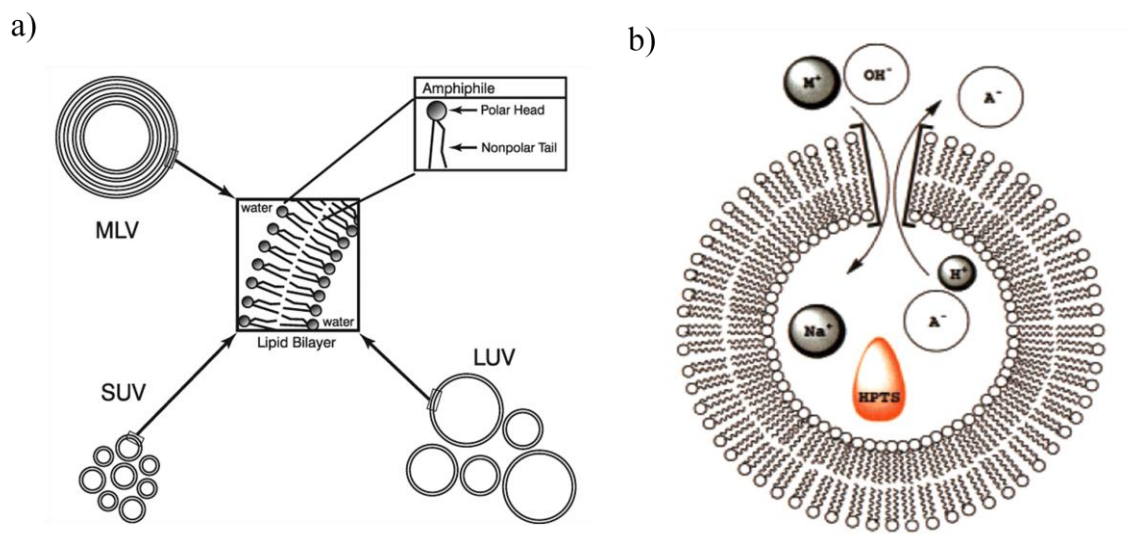 a)
Amphiphile
Polar Head
Nonpolar Tail
MLV
water
water
Lipid Bilayer
SUV
LUV
b)
M⁺
OH⁻
A⁻
H⁺
A⁻
Na⁺
HPTS